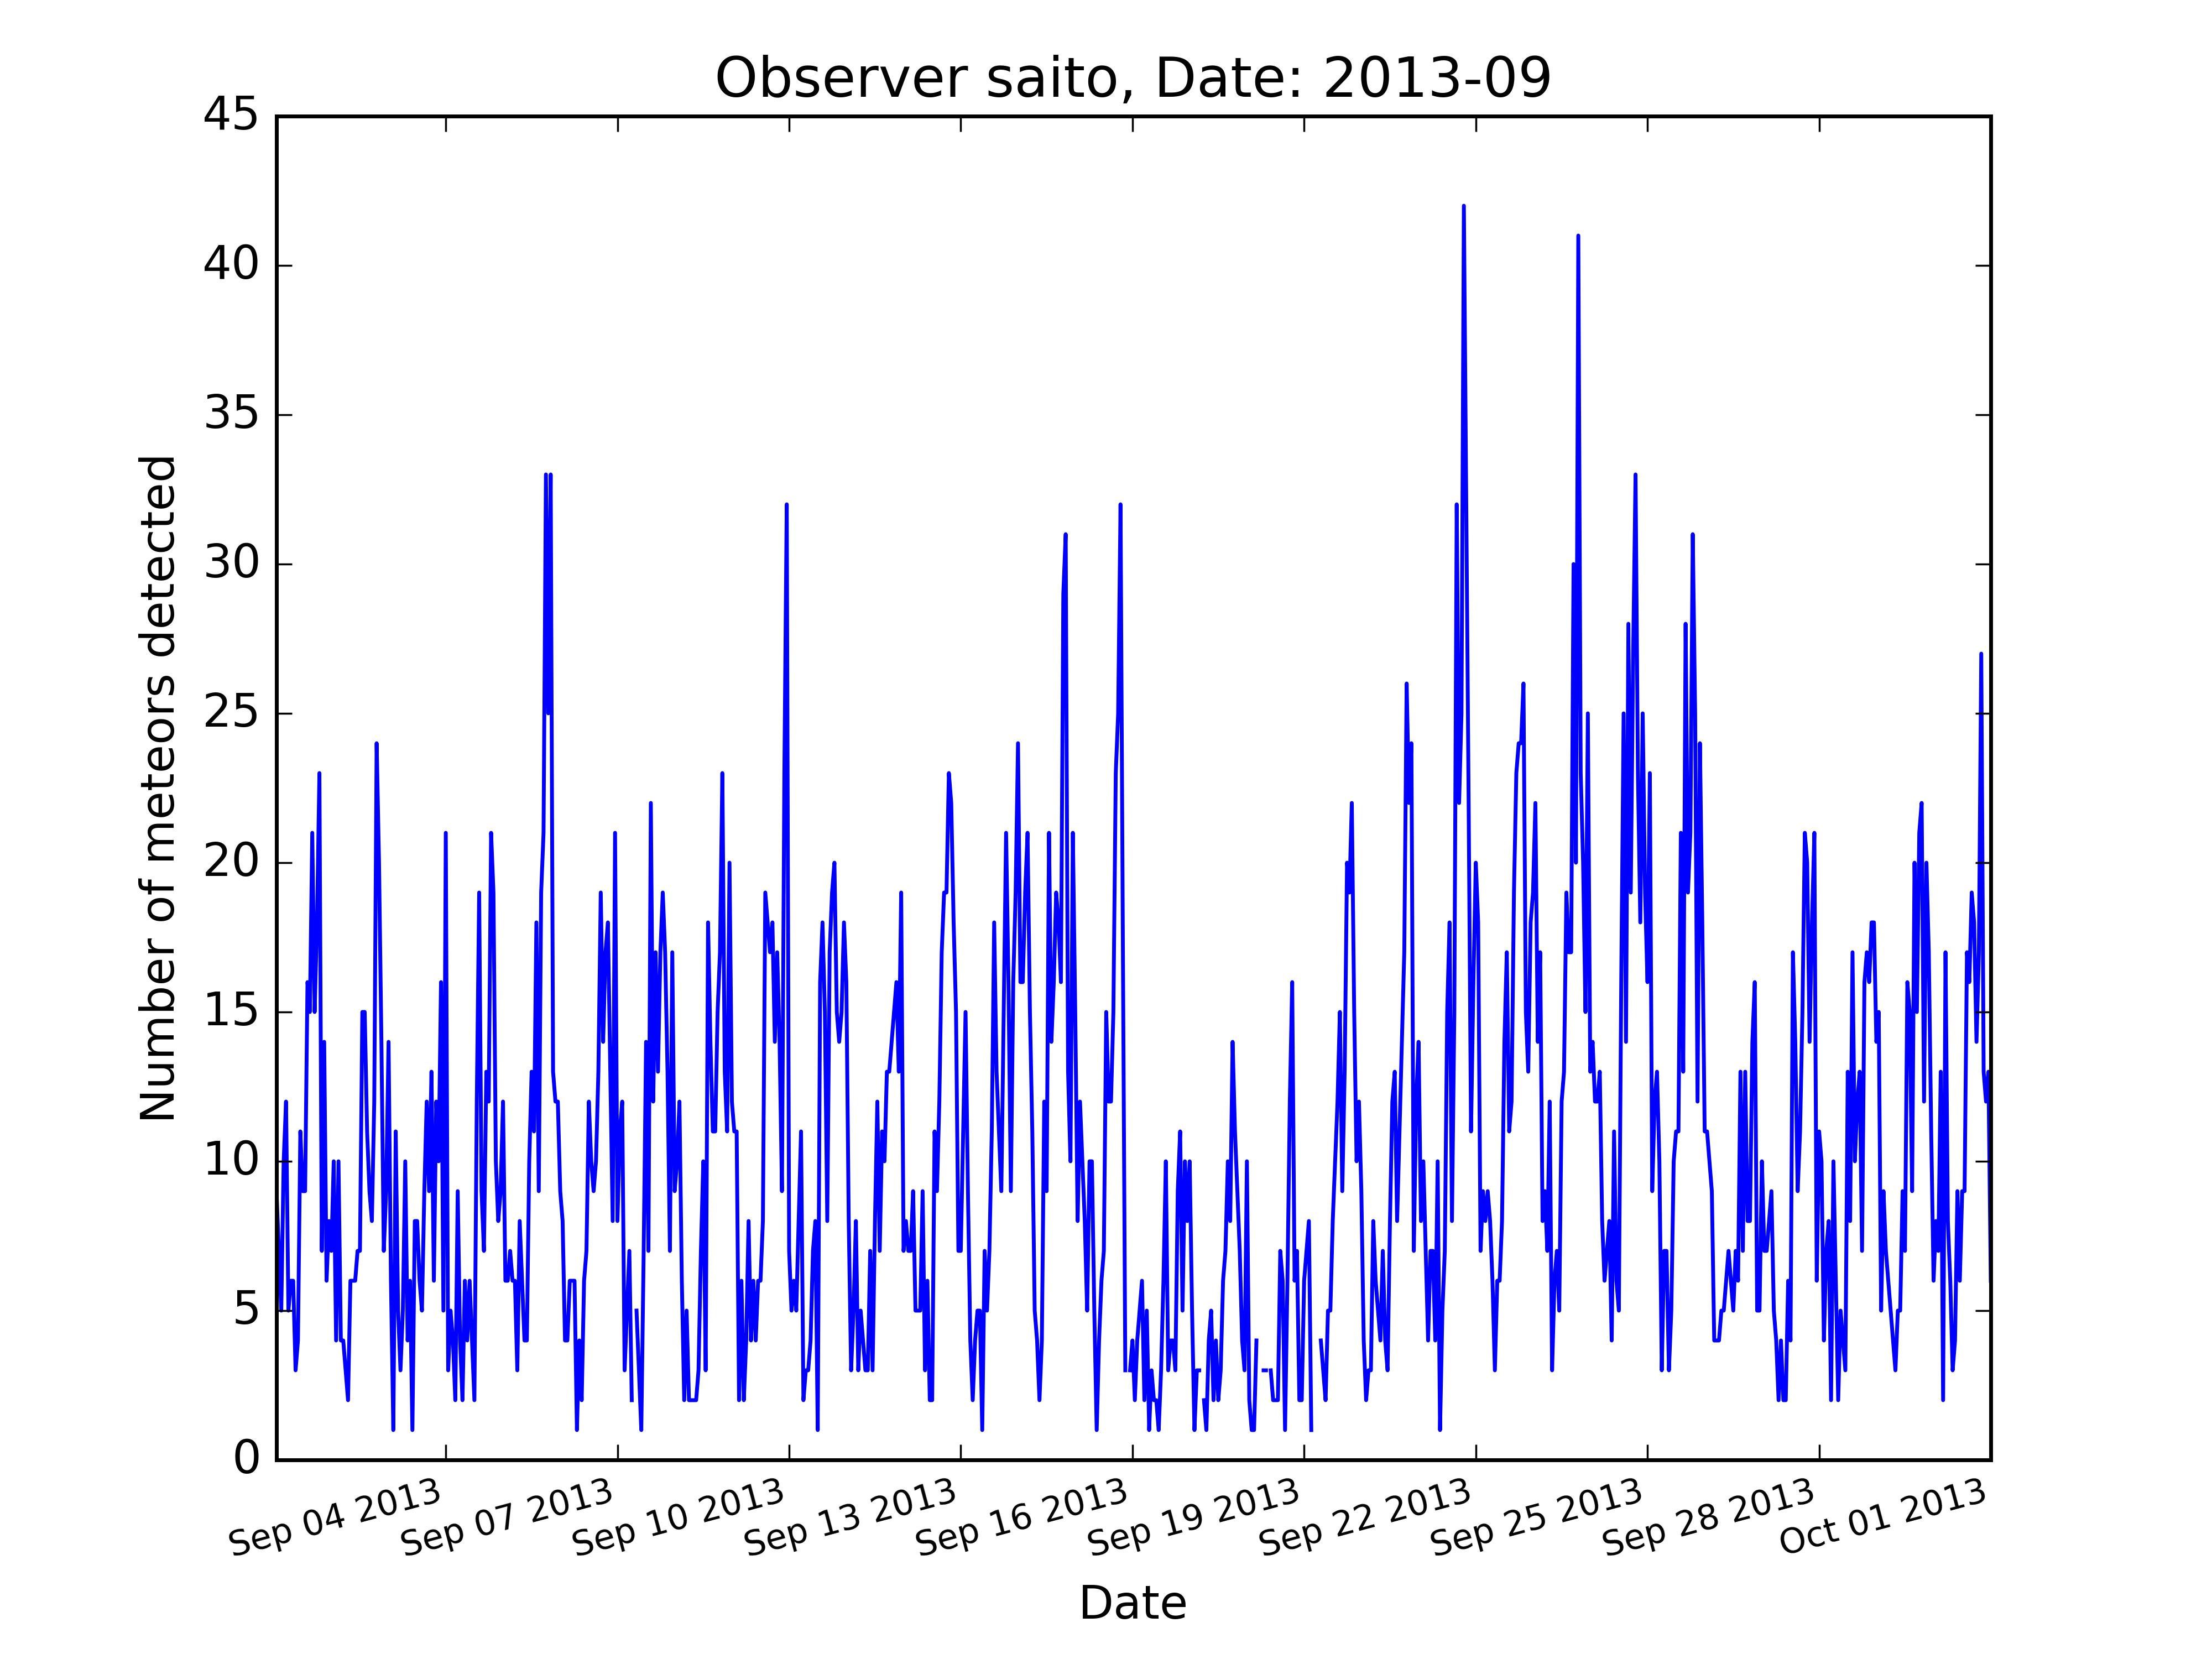 Observer saito, Date: 2013-09
45
40
35
30
25
20
15
10
5
0
Number of meteors detected
Sep 04 2013
Sep 07 2013
Sep 10 2013
Sep 13 2013
Sep 16 2013
Sep 19 2013
Sep 22 2013
Sep 25 2013
Sep 28 2013
Oct 01 2013
Date